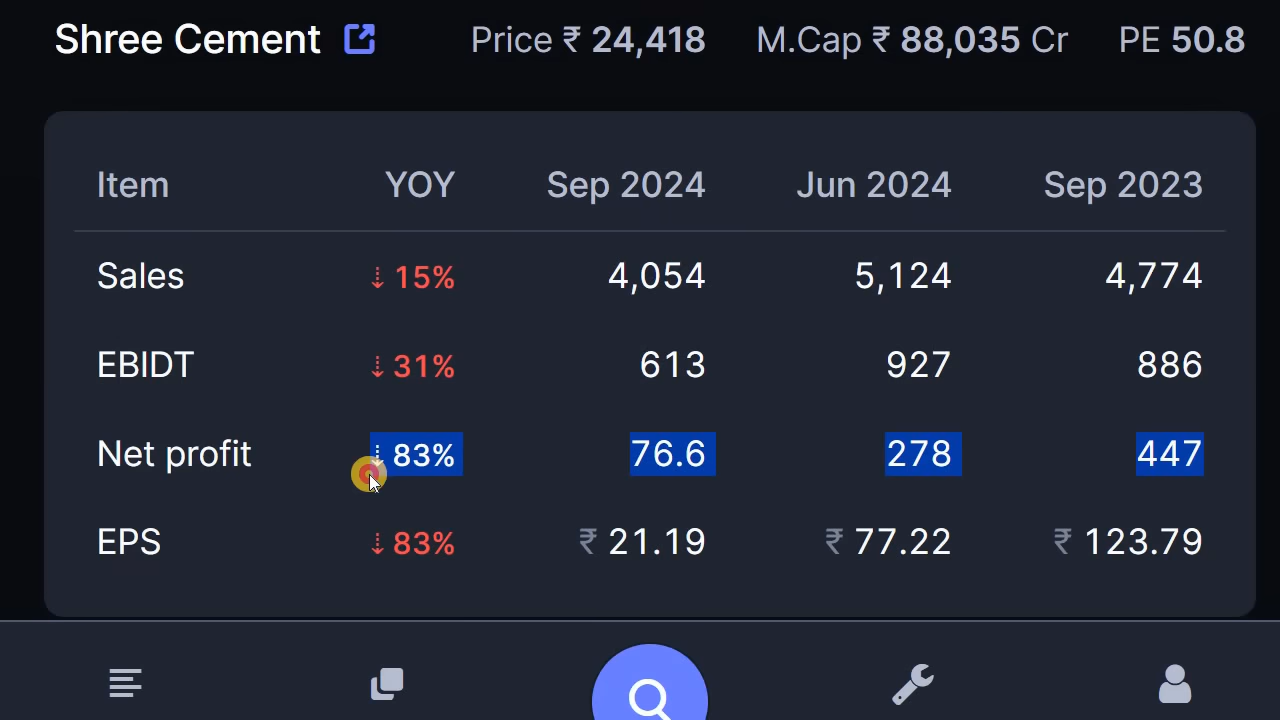 Shree Cement Price ₹ 24,418 M.Cap ₹ 88,035 Cr PE 50.8
Item YOY Sep 2024 Jun 2024 Sep 2023
Sales ⇣ 15% 4,054 5,124 4,774
EBIDT ⇣ 31% 613 927 886
Net profit ⇣ 83% 76.6 278 447
EPS ⇣ 83% ₹ 21.19 ₹ 77.22 ₹ 123.79